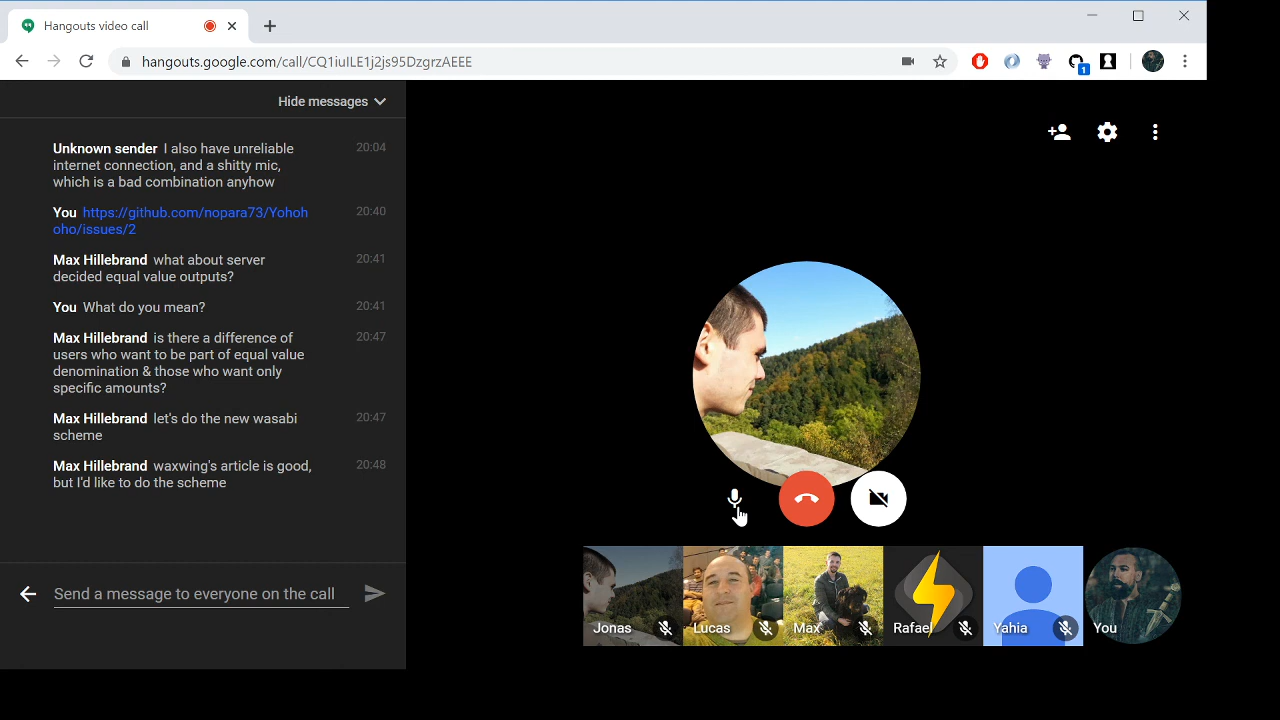 Hangouts video call
hangouts.google.com/call/CQ1iulLE1j2js95DzgrzAEEE
1
Hide messages
Unknown sender I also have unreliable 20:04
internet connection, and a shitty mic,
which is a bad combination anyhow
You https://github.com/nopara73/Yohoh 20:40
oho/issues/2
Max Hillebrand what about server 20:41
decided equal value outputs?
You What do you mean? 20:41
Max Hillebrand is there a difference of 20:47
users who want to be part of equal value
denomination & those who want only
specific amounts?
Max Hillebrand let's do the new wasabi 20:47
scheme
Max Hillebrand waxwing's article is good, 20:48
but I'd like to do the scheme
Send a message to everyone on the call
Jonas Lucas Max Rafael Yahia You